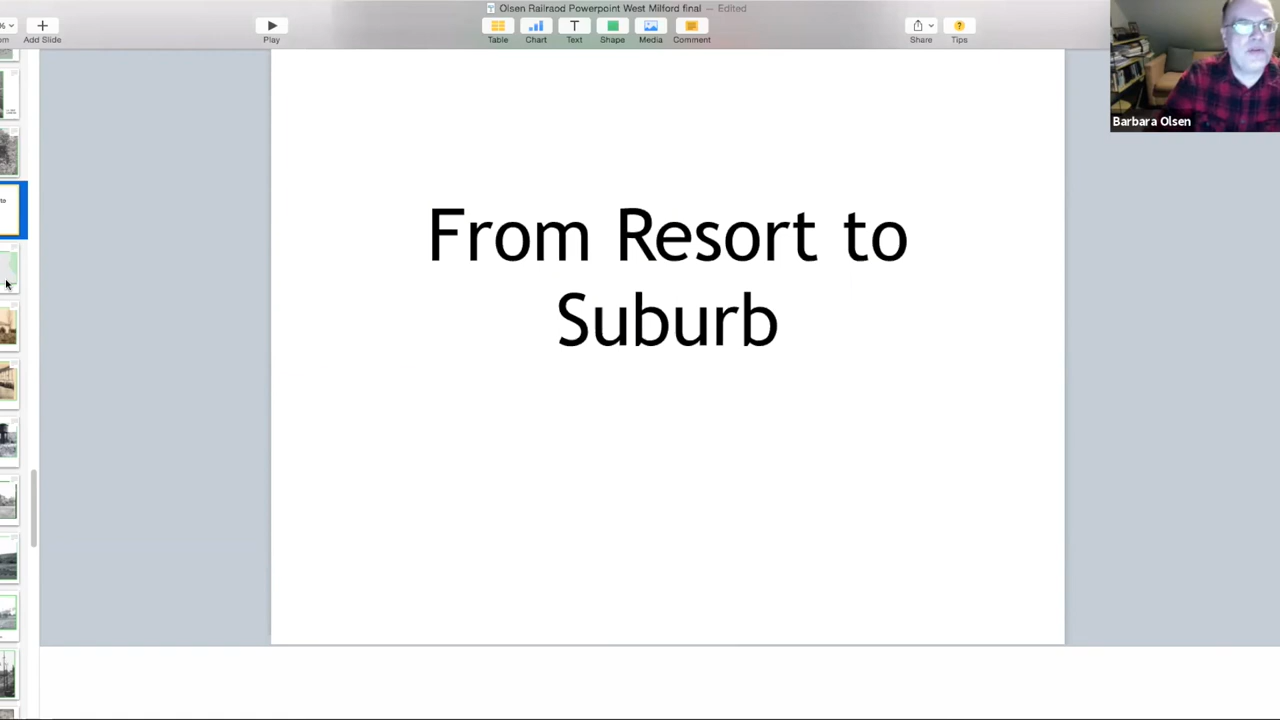 Olsen Railraod Powerpoint West Milford final — Edited
Add Slide
Play
Table
Chart
Text
Shape
Media
Comment
Share
Tips
Barbara Olsen
From Resort to
Suburb